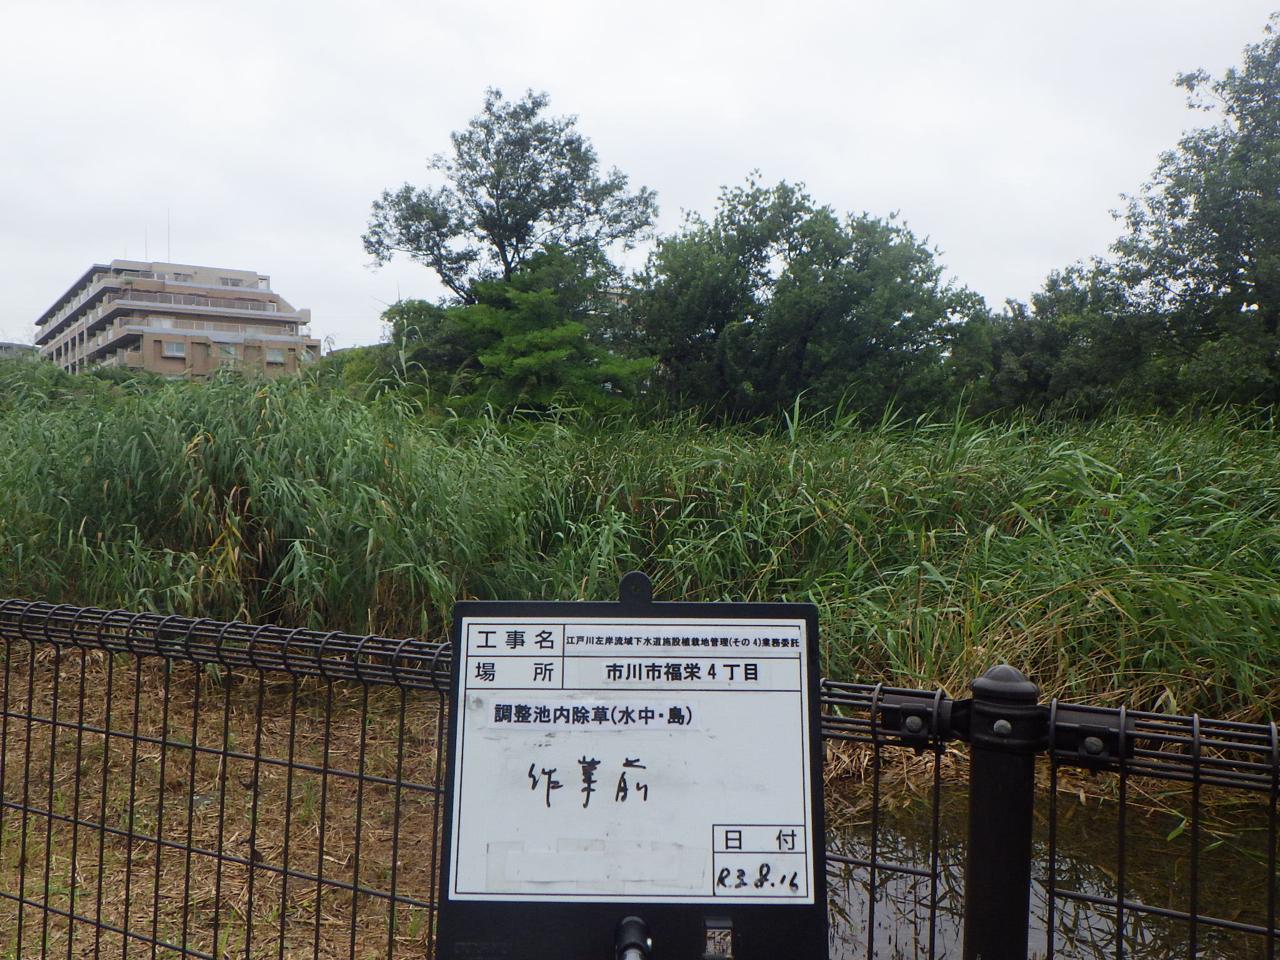 工事名 江戸川左岸流域下水道施設植栽地管理(その4)業務委託
場所 市川市福栄4丁目
調整池内除草(水中・島)
作業前
日付
R3.8.16